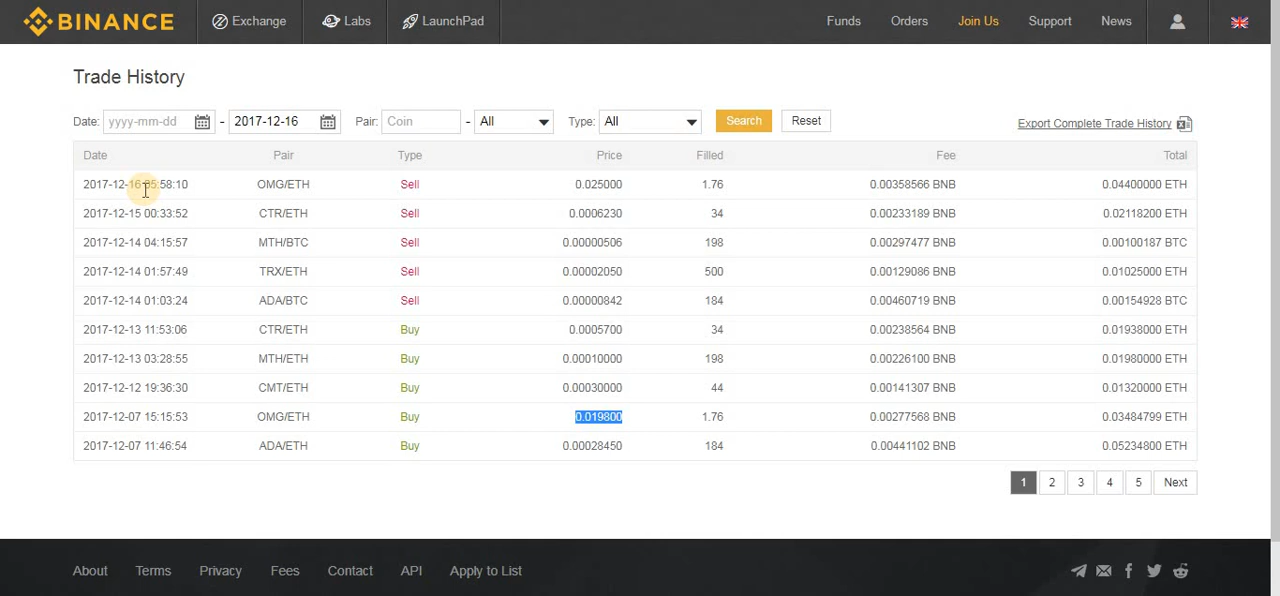 BINANCE Exchange Labs LaunchPad Funds Orders Join Us Support News
Trade History
Date: yyyy-mm-dd - 2017-12-16 Pair: Coin - All Type: All Search Reset Export Complete Trade History
Date Pair Type Price Filled Fee Total
2017-12-16 05:58:10 OMG/ETH Sell 0.025000 1.76 0.00358566 BNB 0.04400000 ETH
2017-12-15 00:33:52 CTR/ETH Sell 0.0006230 34 0.00233189 BNB 0.02118200 ETH
2017-12-14 04:15:57 MTH/BTC Sell 0.00000506 198 0.00297477 BNB 0.00100187 BTC
2017-12-14 01:57:49 TRX/ETH Sell 0.00002050 500 0.00129086 BNB 0.01025000 ETH
2017-12-14 01:03:24 ADA/BTC Sell 0.00000842 184 0.00460719 BNB 0.00154928 BTC
2017-12-13 11:53:06 CTR/ETH Buy 0.0005700 34 0.00238564 BNB 0.01938000 ETH
2017-12-13 03:28:55 MTH/ETH Buy 0.00010000 198 0.00226100 BNB 0.01980000 ETH
2017-12-12 19:36:30 CMT/ETH Buy 0.00030000 44 0.00141307 BNB 0.01320000 ETH
2017-12-07 15:15:53 OMG/ETH Buy 0.019800 1.76 0.00277568 BNB 0.03484799 ETH
2017-12-07 11:46:54 ADA/ETH Buy 0.00028450 184 0.00441102 BNB 0.05234800 ETH
1 2 3 4 5 Next
About Terms Privacy Fees Contact API Apply to List